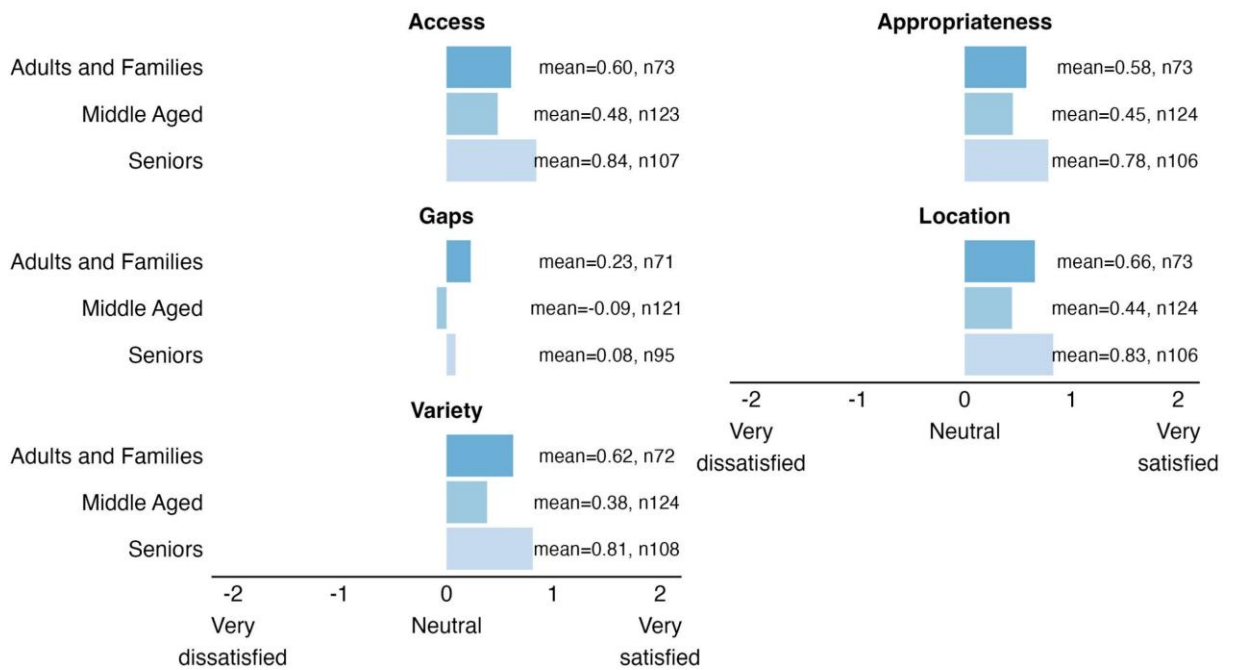 Access
Adults and Families mean=0.60, n73
Middle Aged mean=0.48, n123
Seniors mean=0.84, n107
Appropriateness
mean=0.58, n73
mean=0.45, n124
mean=0.78, n106
Gaps
Adults and Families mean=0.23, n71
Middle Aged mean=-0.09, n121
Seniors mean=0.08, n95
Location
mean=0.66, n73
mean=0.44, n124
mean=0.83, n106
-2 -1 0 1 2
Very Neutral Very
dissatisfied satisfied
Variety
Adults and Families mean=0.62, n72
Middle Aged mean=0.38, n124
Seniors mean=0.81, n108
-2 -1 0 1 2
Very Neutral Very
dissatisfied satisfied